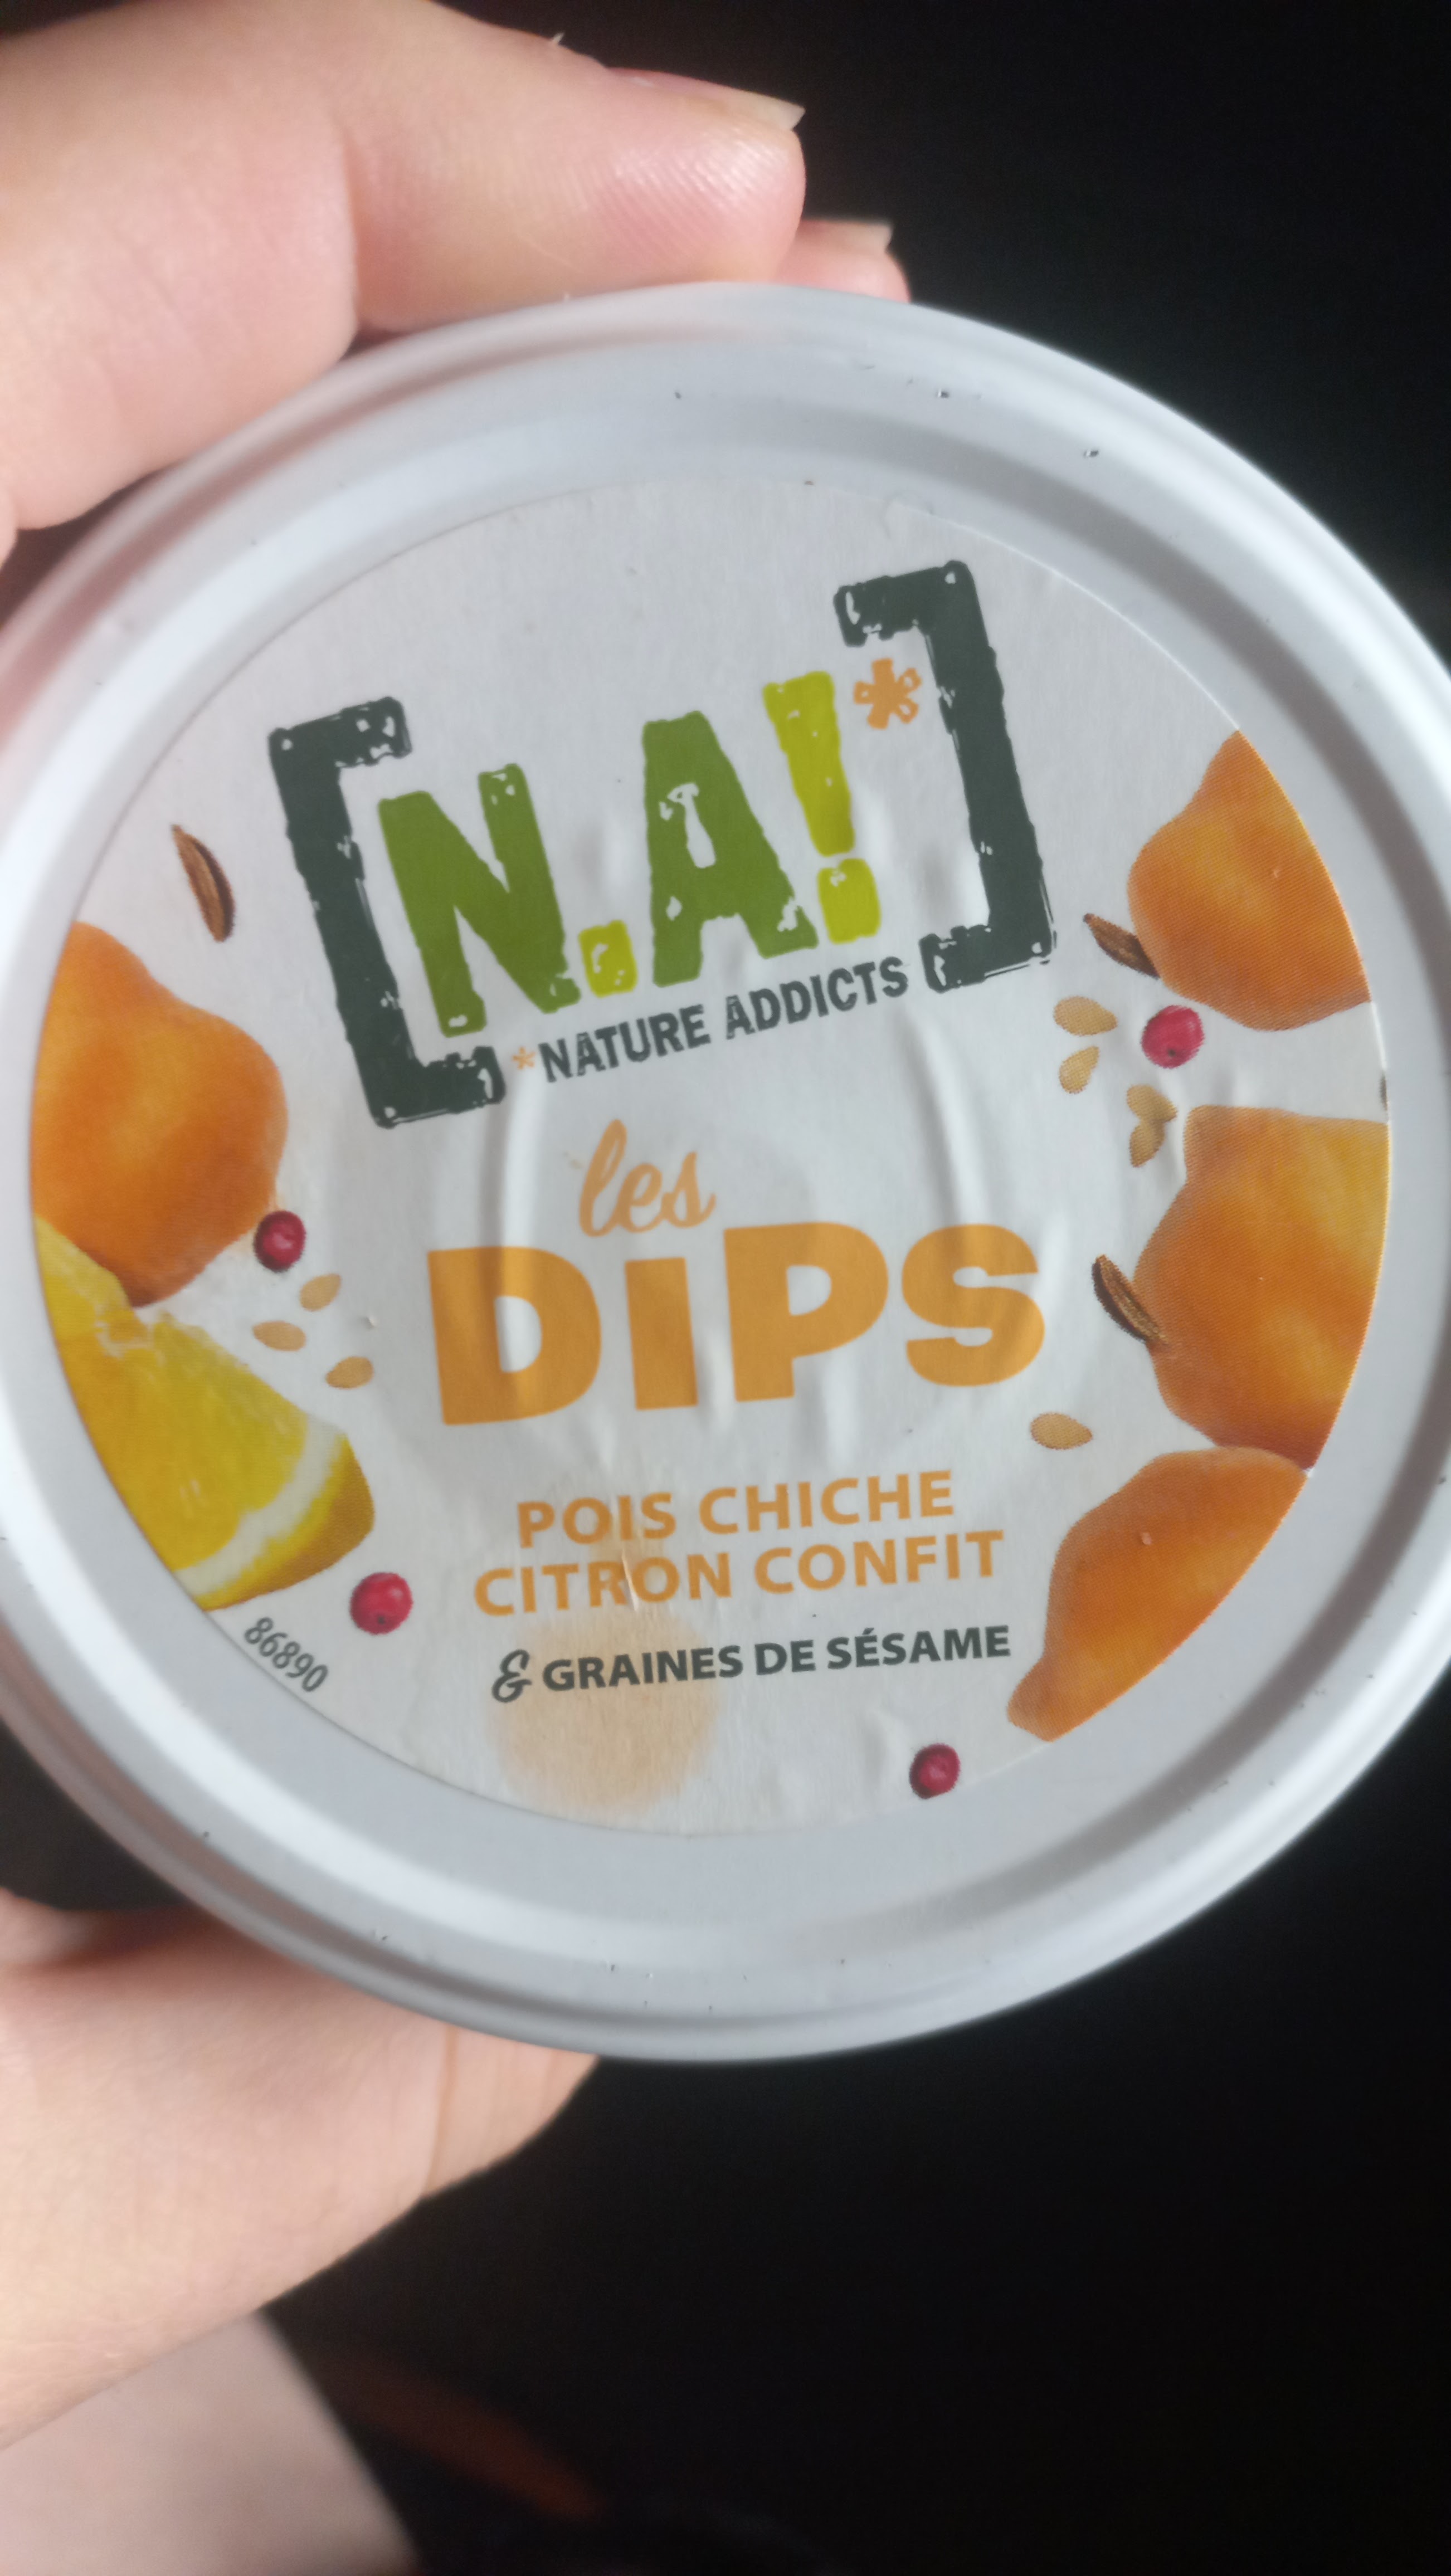 [N.A!*]
*NATURE ADDICTS
les
DiPS
POIS CHICHE
CITRON CONFIT
& GRAINES DE SÉSAME
86890